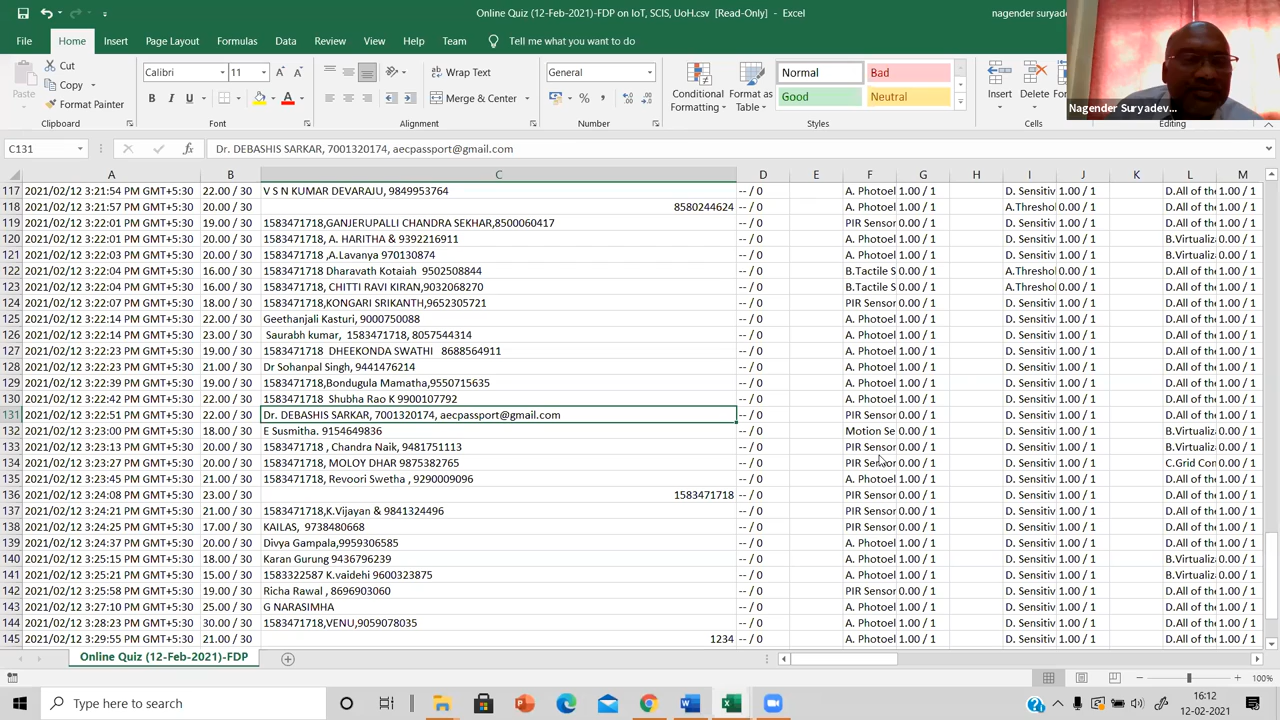 Online Quiz (12-Feb-2021)-FDP on IoT, SCIS, UoH.csv [Read-Only] - Excel
nagender suryade
File Home Insert Page Layout Formulas Data Review View Help Team Tell me what you want to do
Cut
Copy
Format Painter
Paste
Clipboard
Calibri 11
B I U
Font
Wrap Text
Merge & Center
Alignment
General
Number
Conditional Formatting
Format as Table
Normal Bad
Good Neutral
Styles
Insert Delete Fo
Cells
Editing
Nagender Suryadev...
C131 fx Dr. DEBASHIS SARKAR, 7001320174, aecpassport@gmail.com
A B C D E F G H I J K L M
117 2021/02/12 3:21:54 PM GMT+5:30 22.00 / 30 V S N KUMAR DEVARAJU, 9849953764 -- / 0 A. Photoel 1.00 / 1 D. Sensitiv 1.00 / 1 D.All of the 1.00 / 1
118 2021/02/12 3:21:57 PM GMT+5:30 20.00 / 30 8580244624 -- / 0 A. Photoel 1.00 / 1 A.Thresho 0.00 / 1 D.All of the 1.00 / 1
119 2021/02/12 3:22:01 PM GMT+5:30 20.00 / 30 1583471718,GANJERUPALLI CHANDRA SEKHAR,8500060417 -- / 0 PIR Sensor 0.00 / 1 D. Sensitiv 1.00 / 1 D.All of the 1.00 / 1
120 2021/02/12 3:22:01 PM GMT+5:30 20.00 / 30 1583471718, A. HARITHA & 9392216911 -- / 0 A. Photoel 1.00 / 1 D. Sensitiv 1.00 / 1 B.Virtualiz 0.00 / 1
121 2021/02/12 3:22:03 PM GMT+5:30 20.00 / 30 1583471718 ,A.Lavanya 970130874 -- / 0 A. Photoel 1.00 / 1 D. Sensitiv 1.00 / 1 B.Virtualiz 0.00 / 1
122 2021/02/12 3:22:04 PM GMT+5:30 16.00 / 30 1583471718 Dharavath Kotaiah 9502508844 -- / 0 B.Tactile S 0.00 / 1 A.Thresho 0.00 / 1 D.All of the 1.00 / 1
123 2021/02/12 3:22:04 PM GMT+5:30 16.00 / 30 1583471718, CHITTI RAVI KIRAN,9032068270 -- / 0 B.Tactile S 0.00 / 1 A.Thresho 0.00 / 1 D.All of the 1.00 / 1
124 2021/02/12 3:22:07 PM GMT+5:30 18.00 / 30 1583471718,KONGARI SRIKANTH,9652305721 -- / 0 PIR Sensor 0.00 / 1 D. Sensitiv 1.00 / 1 D.All of the 1.00 / 1
125 2021/02/12 3:22:14 PM GMT+5:30 19.00 / 30 Geethanjali Kasturi, 9000750088 -- / 0 A. Photoel 1.00 / 1 D. Sensitiv 1.00 / 1 D.All of the 1.00 / 1
126 2021/02/12 3:22:14 PM GMT+5:30 23.00 / 30 Saurabh kumar, 1583471718, 8057544314 -- / 0 A. Photoel 1.00 / 1 D. Sensitiv 1.00 / 1 D.All of the 1.00 / 1
127 2021/02/12 3:22:23 PM GMT+5:30 19.00 / 30 1583471718 DHEEKONDA SWATHI 8688564911 -- / 0 A. Photoel 1.00 / 1 D. Sensitiv 1.00 / 1 D.All of the 1.00 / 1
128 2021/02/12 3:22:23 PM GMT+5:30 21.00 / 30 Dr Sohanpal Singh, 9441476214 -- / 0 A. Photoel 1.00 / 1 D. Sensitiv 1.00 / 1 D.All of the 1.00 / 1
129 2021/02/12 3:22:39 PM GMT+5:30 19.00 / 30 1583471718,Bondugula Mamatha,9550715635 -- / 0 A. Photoel 1.00 / 1 D. Sensitiv 1.00 / 1 D.All of the 1.00 / 1
130 2021/02/12 3:22:42 PM GMT+5:30 22.00 / 30 1583471718 Shubha Rao K 9900107792 -- / 0 A. Photoel 1.00 / 1 D. Sensitiv 1.00 / 1 D.All of the 1.00 / 1
131 2021/02/12 3:22:51 PM GMT+5:30 22.00 / 30 Dr. DEBASHIS SARKAR, 7001320174, aecpassport@gmail.com -- / 0 PIR Sensor 0.00 / 1 D. Sensitiv 1.00 / 1 D.All of the 1.00 / 1
132 2021/02/12 3:23:00 PM GMT+5:30 18.00 / 30 E Susmitha. 9154649836 -- / 0 Motion Se 0.00 / 1 D. Sensitiv 1.00 / 1 B.Virtualiz 0.00 / 1
133 2021/02/12 3:23:13 PM GMT+5:30 20.00 / 30 1583471718 , Chandra Naik, 9481751113 -- / 0 PIR Sensor 0.00 / 1 D. Sensitiv 1.00 / 1 B.Virtualiz 0.00 / 1
134 2021/02/12 3:23:27 PM GMT+5:30 20.00 / 30 1583471718, MOLOY DHAR 9875382765 -- / 0 PIR Sensor 0.00 / 1 D. Sensitiv 1.00 / 1 C.Grid Con 0.00 / 1
135 2021/02/12 3:23:45 PM GMT+5:30 21.00 / 30 1583471718, Revoori Swetha , 9290009096 -- / 0 PIR Sensor 0.00 / 1 D. Sensitiv 1.00 / 1 D.All of the 1.00 / 1
136 2021/02/12 3:24:08 PM GMT+5:30 23.00 / 30 1583471718 -- / 0 PIR Sensor 0.00 / 1 D. Sensitiv 1.00 / 1 D.All of the 1.00 / 1
137 2021/02/12 3:24:21 PM GMT+5:30 21.00 / 30 1583471718,K.Vijayan & 9841324496 -- / 0 PIR Sensor 0.00 / 1 D. Sensitiv 1.00 / 1 D.All of the 1.00 / 1
138 2021/02/12 3:24:25 PM GMT+5:30 17.00 / 30 KAILAS, 9738480668 -- / 0 PIR Sensor 0.00 / 1 D. Sensitiv 1.00 / 1 D.All of the 1.00 / 1
139 2021/02/12 3:24:37 PM GMT+5:30 20.00 / 30 Divya Gampala,9959306585 -- / 0 A. Photoel 1.00 / 1 D. Sensitiv 1.00 / 1 D.All of the 1.00 / 1
140 2021/02/12 3:25:15 PM GMT+5:30 18.00 / 30 Karan Gurung 9436796239 -- / 0 A. Photoel 1.00 / 1 D. Sensitiv 1.00 / 1 B.Virtualiz 0.00 / 1
141 2021/02/12 3:25:21 PM GMT+5:30 15.00 / 30 1583322587 K.vaidehi 9600323875 -- / 0 A. Photoel 1.00 / 1 D. Sensitiv 1.00 / 1 B.Virtualiz 0.00 / 1
142 2021/02/12 3:25:58 PM GMT+5:30 19.00 / 30 Richa Rawal , 8696903060 -- / 0 PIR Sensor 0.00 / 1 D. Sensitiv 1.00 / 1 D.All of the 1.00 / 1
143 2021/02/12 3:27:10 PM GMT+5:30 25.00 / 30 G NARASIMHA -- / 0 A. Photoel 1.00 / 1 D. Sensitiv 1.00 / 1 D.All of the 1.00 / 1
144 2021/02/12 3:28:23 PM GMT+5:30 30.00 / 30 1583471718,VENU,9059078035 -- / 0 A. Photoel 1.00 / 1 D. Sensitiv 1.00 / 1 D.All of the 1.00 / 1
145 2021/02/12 3:29:55 PM GMT+5:30 21.00 / 30 1234 -- / 0 A. Photoel 1.00 / 1 D. Sensitiv 1.00 / 1 D.All of the 1.00 / 1
Online Quiz (12-Feb-2021)-FDP
100%
Type here to search
16:12
12-02-2021